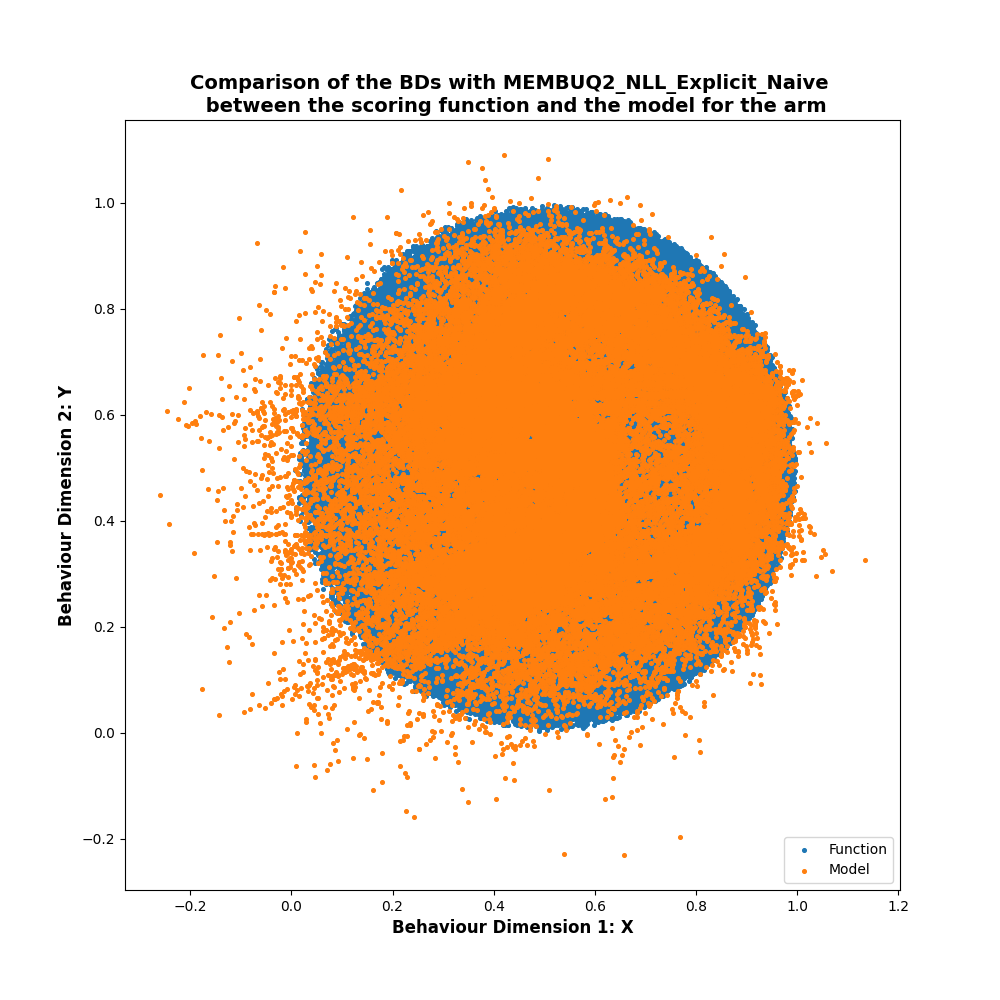 Comparison of the BDs with MEMBUQ2_NLL_Explicit_Naive
between the scoring function and the model for the arm
Behaviour Dimension 2: Y
1.0
0.8
0.6
0.4
0.2
0.0
−0.2
Function
Model
−0.2 0.0 0.2 0.4 0.6 0.8 1.0 1.2
Behaviour Dimension 1: X